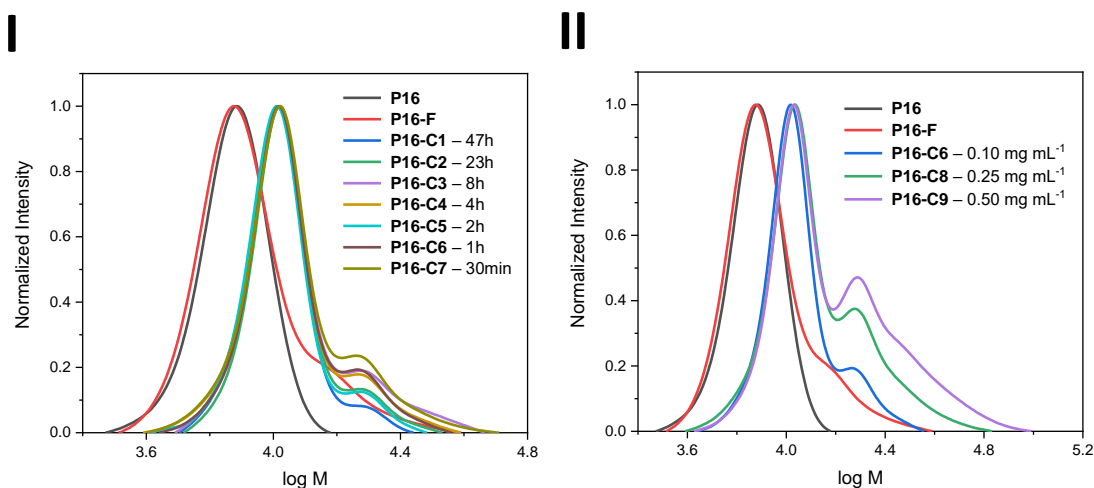 I
II
1.0
0.8
0.6
0.4
0.2
0.0
Normalized Intensity
3.6 4.0 4.4 4.8
log M
P16
P16-F
P16-C1 – 47h
P16-C2 – 23h
P16-C3 – 8h
P16-C4 – 4h
P16-C5 – 2h
P16-C6 – 1h
P16-C7 – 30min
1.0
0.8
0.6
0.4
0.2
0.0
Normalized Intensity
3.6 4.0 4.4 4.8 5.2
log M
P16
P16-F
P16-C6 – 0.10 mg mL⁻¹
P16-C8 – 0.25 mg mL⁻¹
P16-C9 – 0.50 mg mL⁻¹